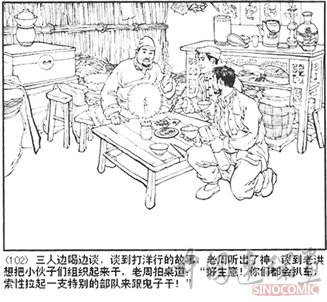 （102）三人边喝边谈，谈到打洋行的故事，老周听出了神。谈到老洪
想把小伙子们组织起来干，老周拍桌道：“好主意！你们都会扒车，
索性拉起一支特别的部队来跟鬼子干！”
SINOCOMIC